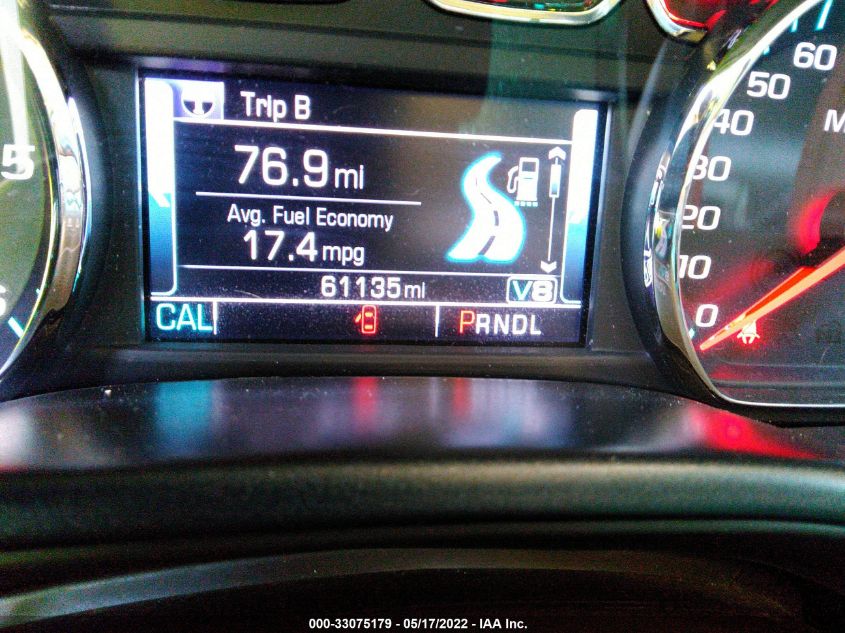 Trip B
76.9 mi
Avg. Fuel Economy
17.4 mpg
61135 mi
V8
CAL
PRNDL
5
60
50
40
30
20
10
0
000-33075179 - 05/17/2022 - IAA Inc.